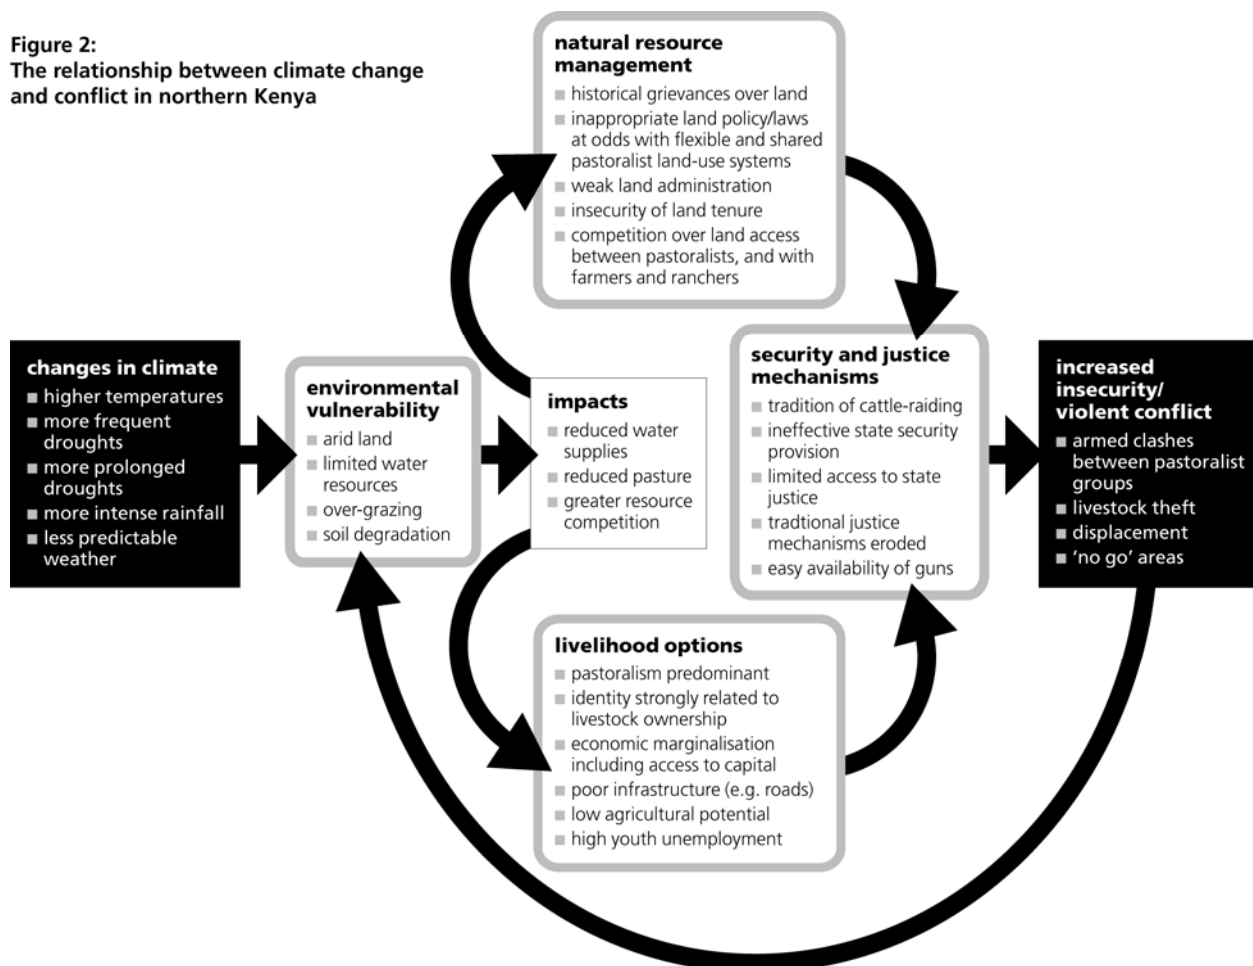 Figure 2:
The relationship between climate change
and conflict in northern Kenya
natural resource
management
historical grievances over land
inappropriate land policy/laws
at odds with flexible and shared
pastoralist land-use systems
weak land administration
insecurity of land tenure
competition over land access
between pastoralists, and with
farmers and ranchers
changes in climate
higher temperatures
more frequent
droughts
more prolonged
droughts
more intense rainfall
less predictable
weather
environmental
vulnerability
arid land
limited water
resources
over-grazing
soil degradation
impacts
reduced water
supplies
reduced pasture
greater resource
competition
security and justice
mechanisms
tradition of cattle-raiding
ineffective state security
provision
limited access to state
justice
tradtional justice
mechanisms eroded
easy availability of guns
increased
insecurity/
violent conflict
armed clashes
between pastoralist
groups
livestock theft
displacement
‘no go’ areas
livelihood options
pastoralism predominant
identity strongly related to
livestock ownership
economic marginalisation
including access to capital
poor infrastructure (e.g. roads)
low agricultural potential
high youth unemployment